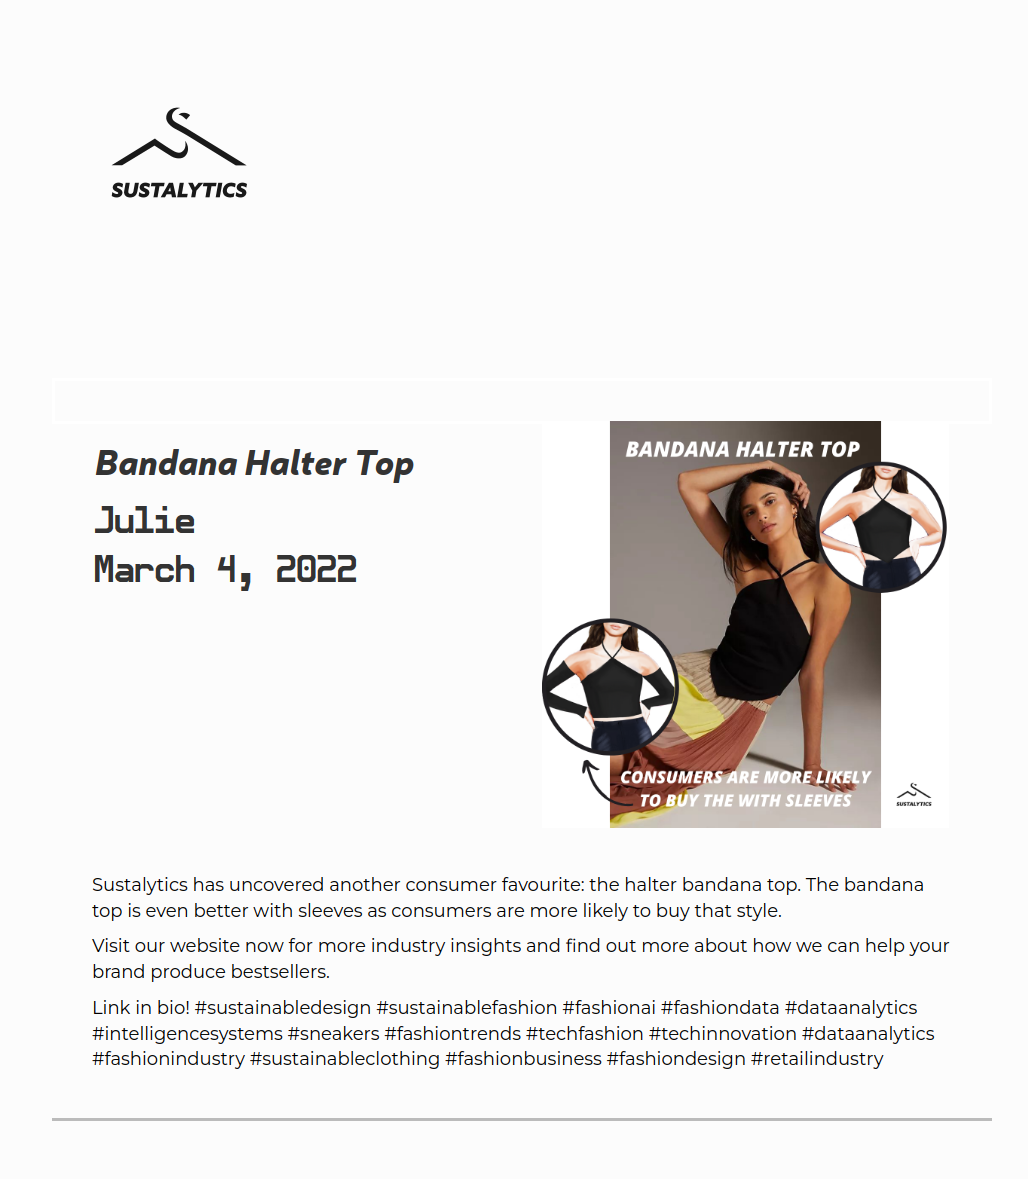 SUSTALYTICS
Bandana Halter Top
Julie
March 4, 2022
BANDANA HALTER TOP
CONSUMERS ARE MORE LIKELY
TO BUY THE WITH SLEEVES
SUSTALYTICS
Sustalytics has uncovered another consumer favourite: the halter bandana top. The bandana
top is even better with sleeves as consumers are more likely to buy that style.
Visit our website now for more industry insights and find out more about how we can help your
brand produce bestsellers.
Link in bio! #sustainabledesign #sustainablefashion #fashionai #fashiondata #dataanalytics
#intelligencesystems #sneakers #fashiontrends #techfashion #techinnovation #dataanalytics
#fashionindustry #sustainableclothing #fashionbusiness #fashiondesign #retailindustry